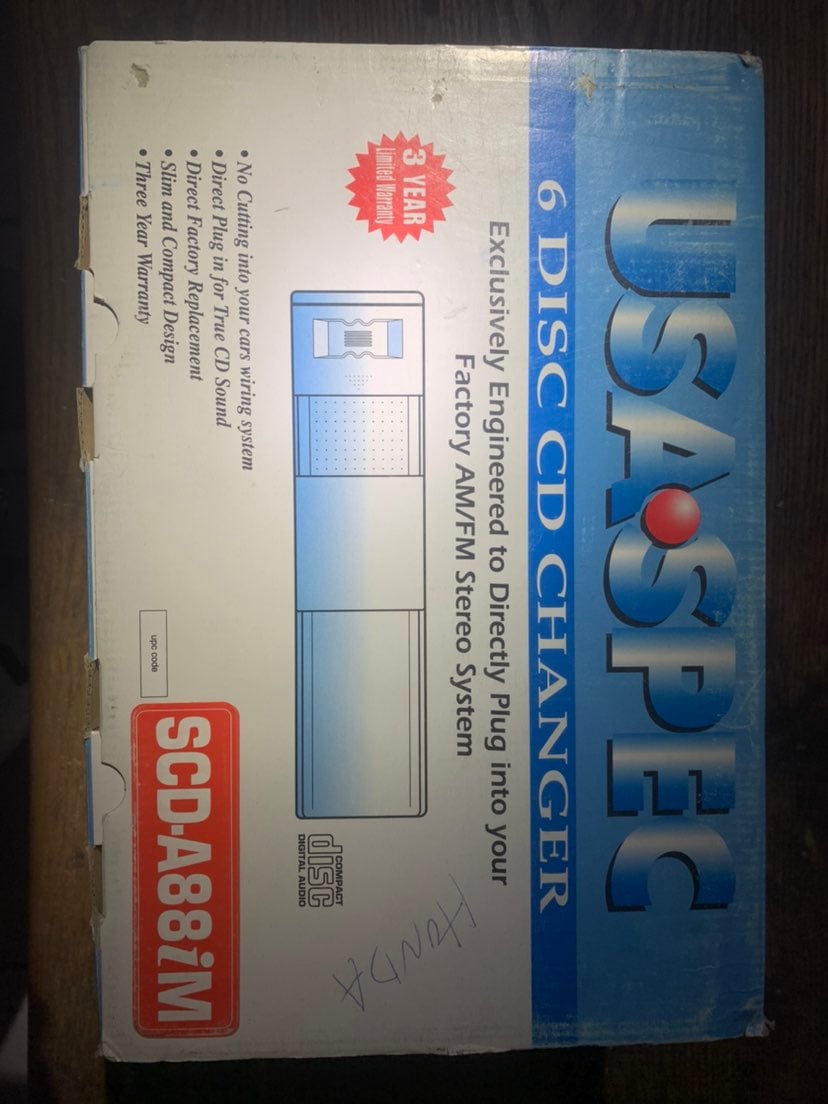 USA SPEC
6 DISC CD CHANGER
Exclusively Engineered to Directly Plug into your
Factory AM/FM Stereo System
3 YEAR
Limited Warranty
COMPACT
disc
DIGITAL AUDIO
HUNDA
• No Cutting into your cars wiring system
• Direct Plug in for True CD Sound
• Direct Factory Replacement
• Slim and Compact Design
• Three Year Warranty
upc code
SCD-A88iM